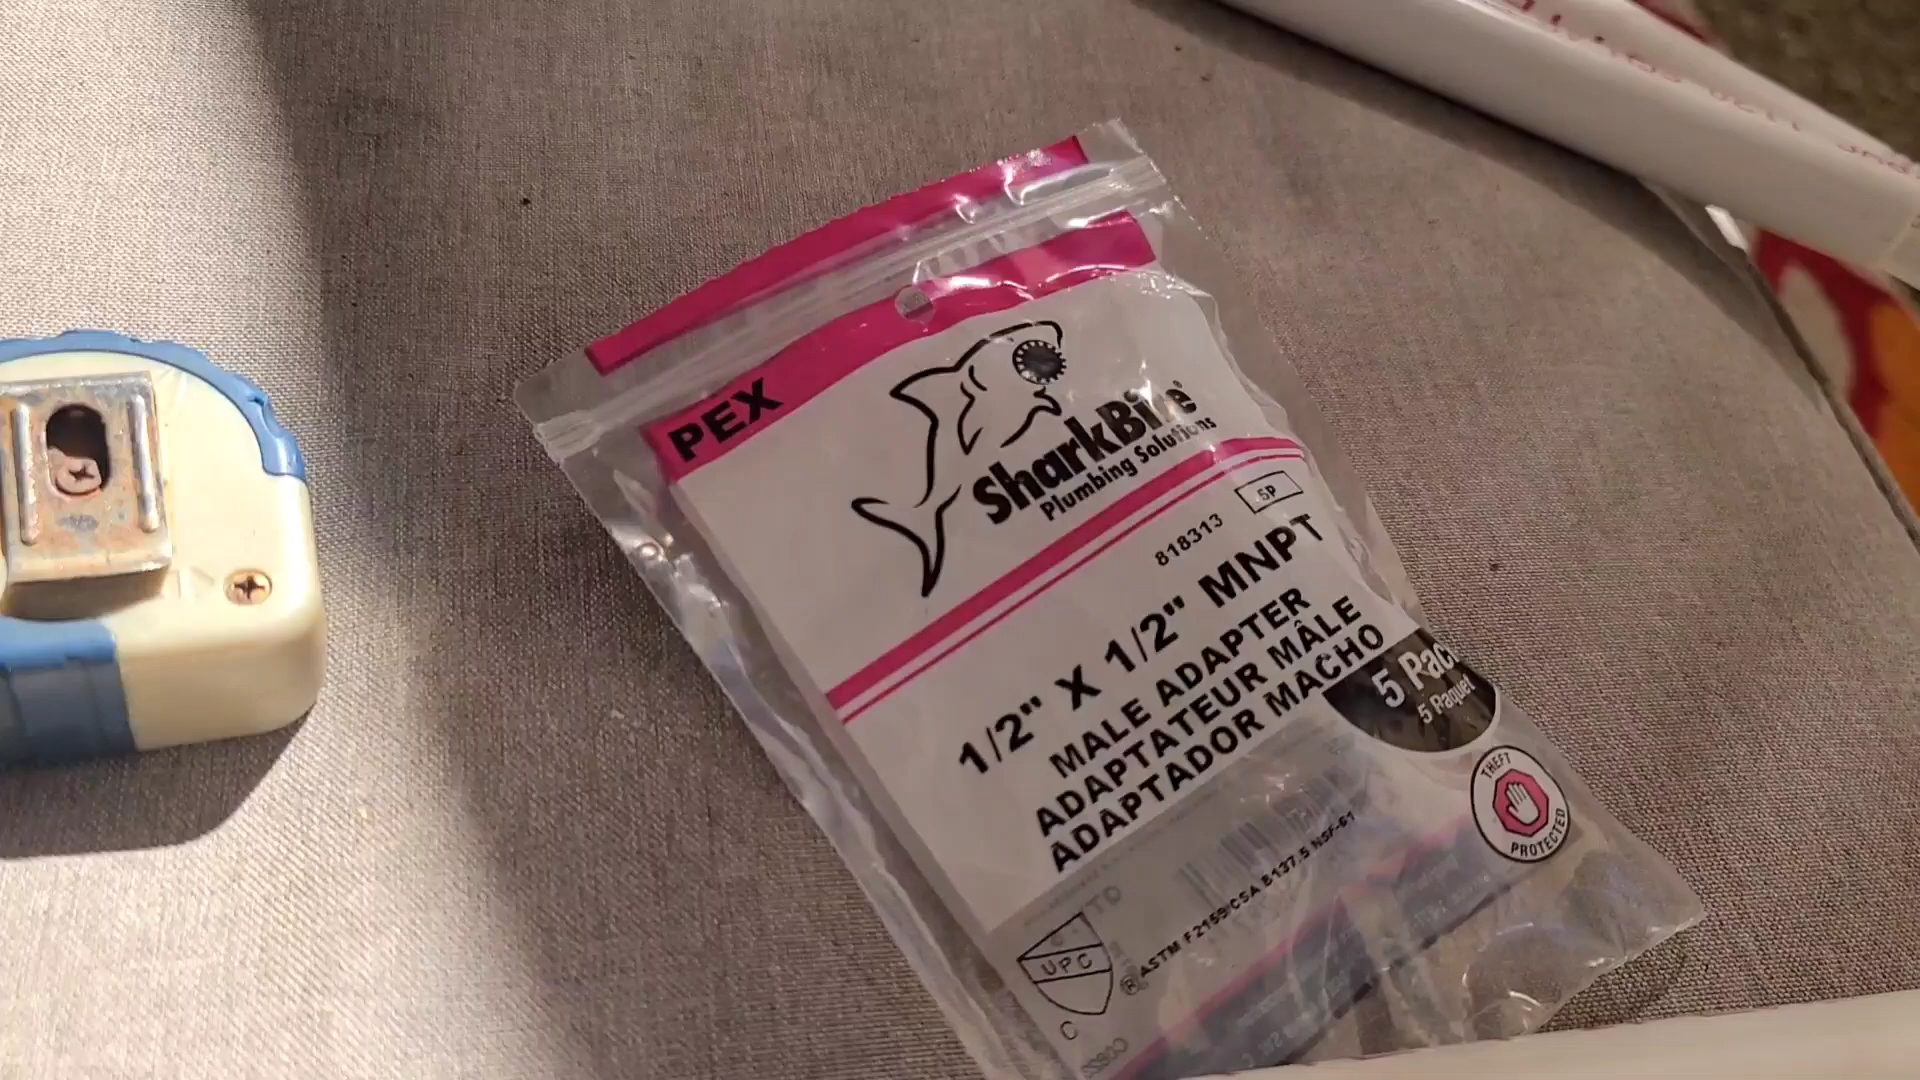 PEX
SharkBite®
Plumbing Solutions
818313
5P
1/2" X 1/2" MNPT
MALE ADAPTER
ADAPTATEUR MÂLE
ADAPTADOR MACHO
5 Pac
5 Paquet
THEFT
PROTECTED
ASTM F2159/CSA B137.5 NSF-61
C
UPC
®
C